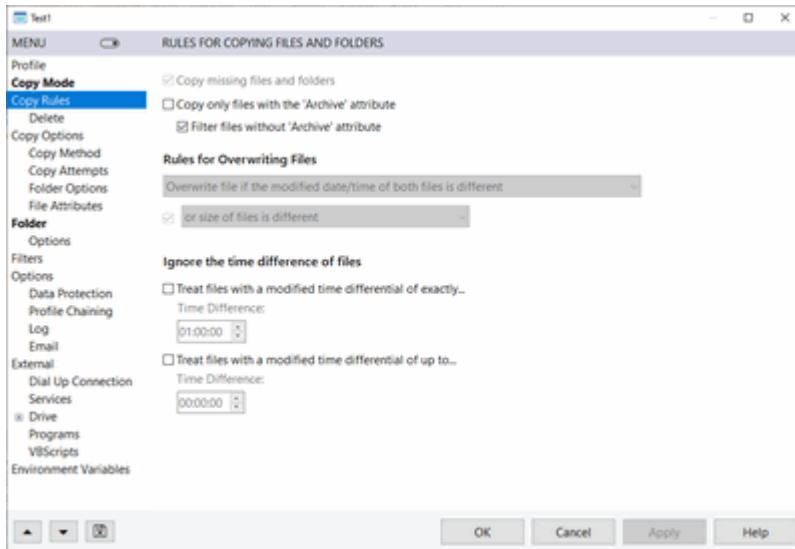 Test1
MENU
RULES FOR COPYING FILES AND FOLDERS
Profile
Copy Mode
Copy Rules
Delete
Copy Options
Copy Method
Copy Attempts
Folder Options
File Attributes
Folder
Options
Filters
Options
Data Protection
Profile Chaining
Log
Email
External
Dial Up Connection
Services
Drive
Programs
VBScripts
Environment Variables
Copy missing files and folders
Copy only files with the 'Archive' attribute
Filter files without 'Archive' attribute
Rules for Overwriting Files
Overwrite file if the modified date/time of both files is different
or size of files is different
Ignore the time difference of files
Treat files with a modified time differential of exactly...
Time Difference:
01:00:00
Treat files with a modified time differential of up to...
Time Difference:
00:00:00
OK
Cancel
Apply
Help